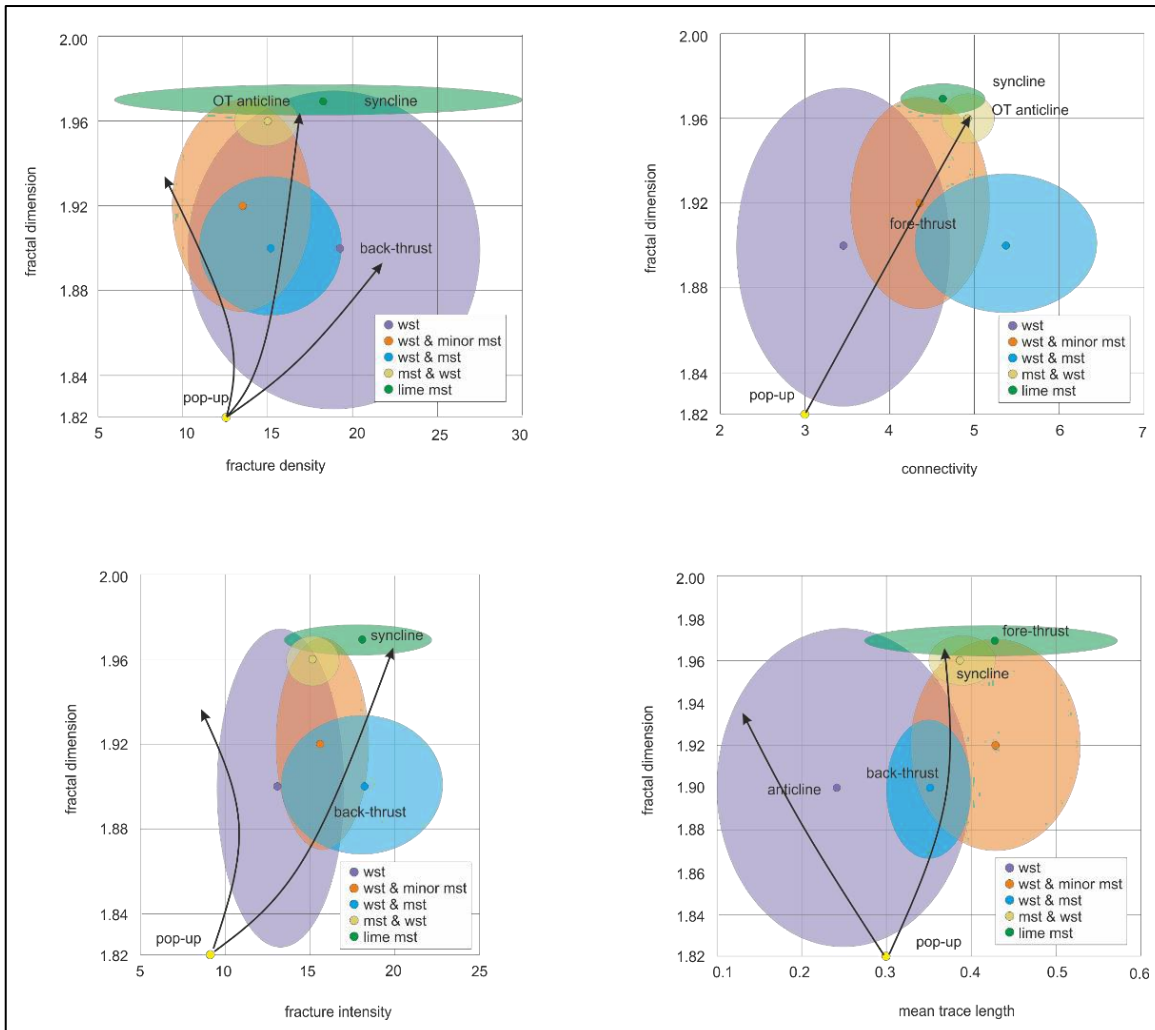 2.00
OT anticline syncline
1.96
1.92
back-thrust
1.88
1.84
pop-up
1.82
5 10 15 20 25 30
fracture density
fractal dimension
wst
wst & minor mst
wst & mst
mst & wst
lime mst
2.00
syncline
OT anticline
1.96
1.92
fore-thrust
1.88
1.84
pop-up
1.82
2 3 4 5 6 7
connectivity
fractal dimension
wst
wst & minor mst
wst & mst
mst & wst
lime mst
2.00
syncline
1.96
1.92
back-thrust
1.88
1.84
pop-up
1.82
5 10 15 20 25
fracture intensity
fractal dimension
wst
wst & minor mst
wst & mst
mst & wst
lime mst
2.00
1.98
fore-thrust
1.96
syncline
1.94
1.92
back-thrust
1.90
anticline
1.88
1.84
pop-up
1.82
0.1 0.2 0.3 0.4 0.5 0.6
mean trace length
fractal dimension
wst
wst & minor mst
wst & mst
mst & wst
lime mst